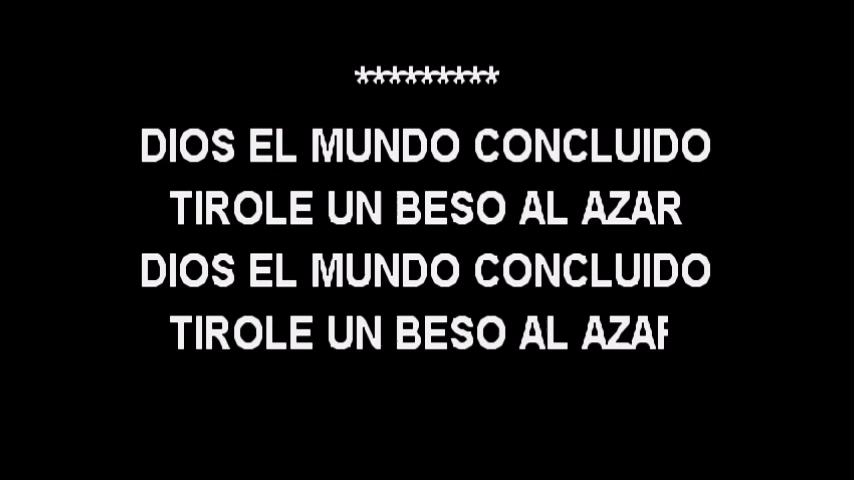 *********
DIOS EL MUNDO CONCLUIDO
TIROLE UN BESO AL AZAR
DIOS EL MUNDO CONCLUIDO
TIROLE UN BESO AL AZAR